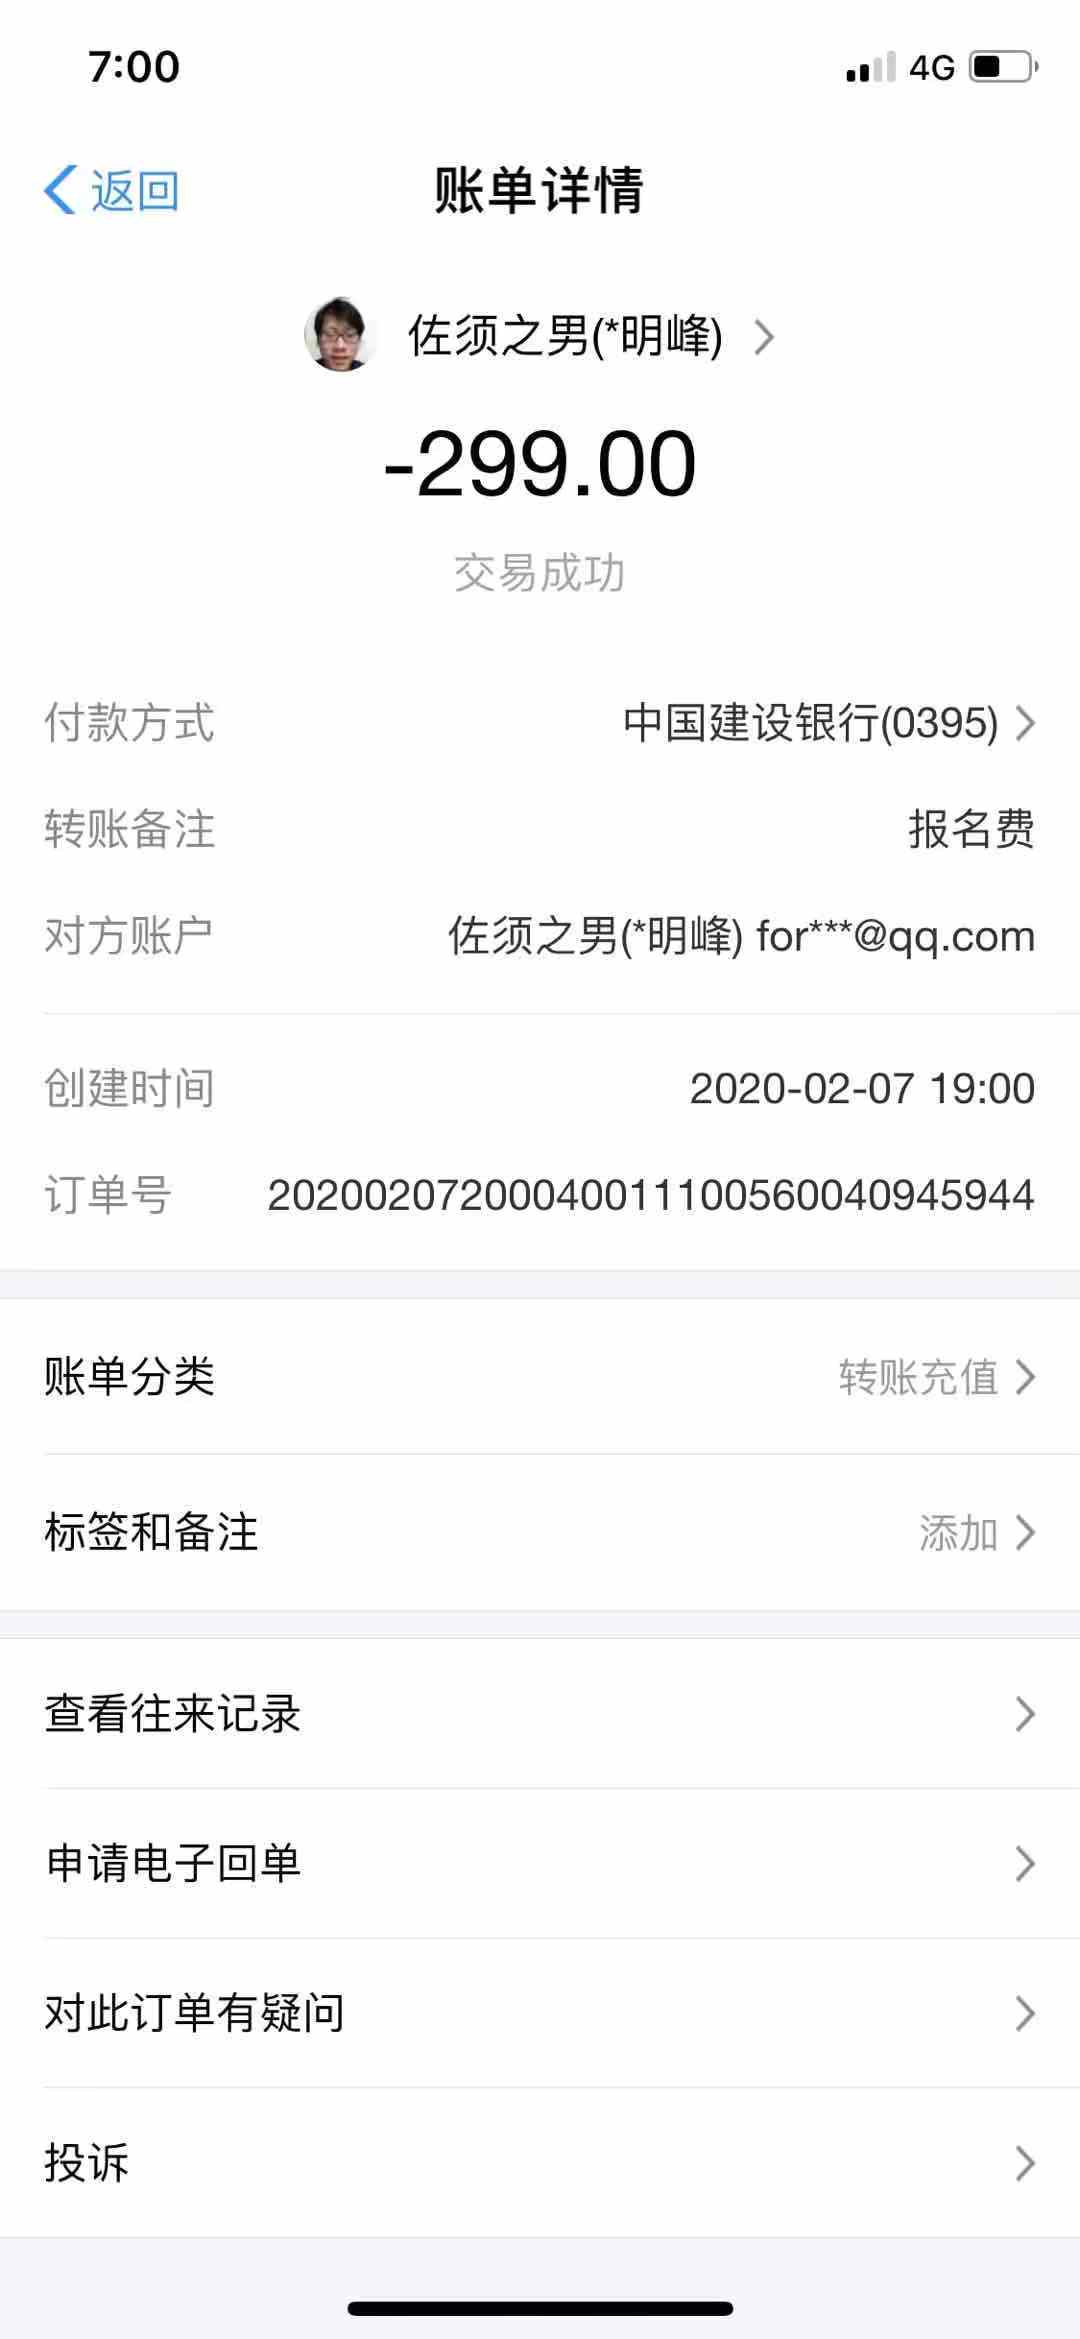 7:00 4G
返回 账单详情
佐须之男(*明峰)
-299.00
交易成功
付款方式 中国建设银行(0395)
转账备注 报名费
对方账户 佐须之男(*明峰) for***@qq.com
创建时间 2020-02-07 19:00
订单号 20200207200040011100560040945944
账单分类 转账充值
标签和备注 添加
查看往来记录
申请电子回单
对此订单有疑问
投诉